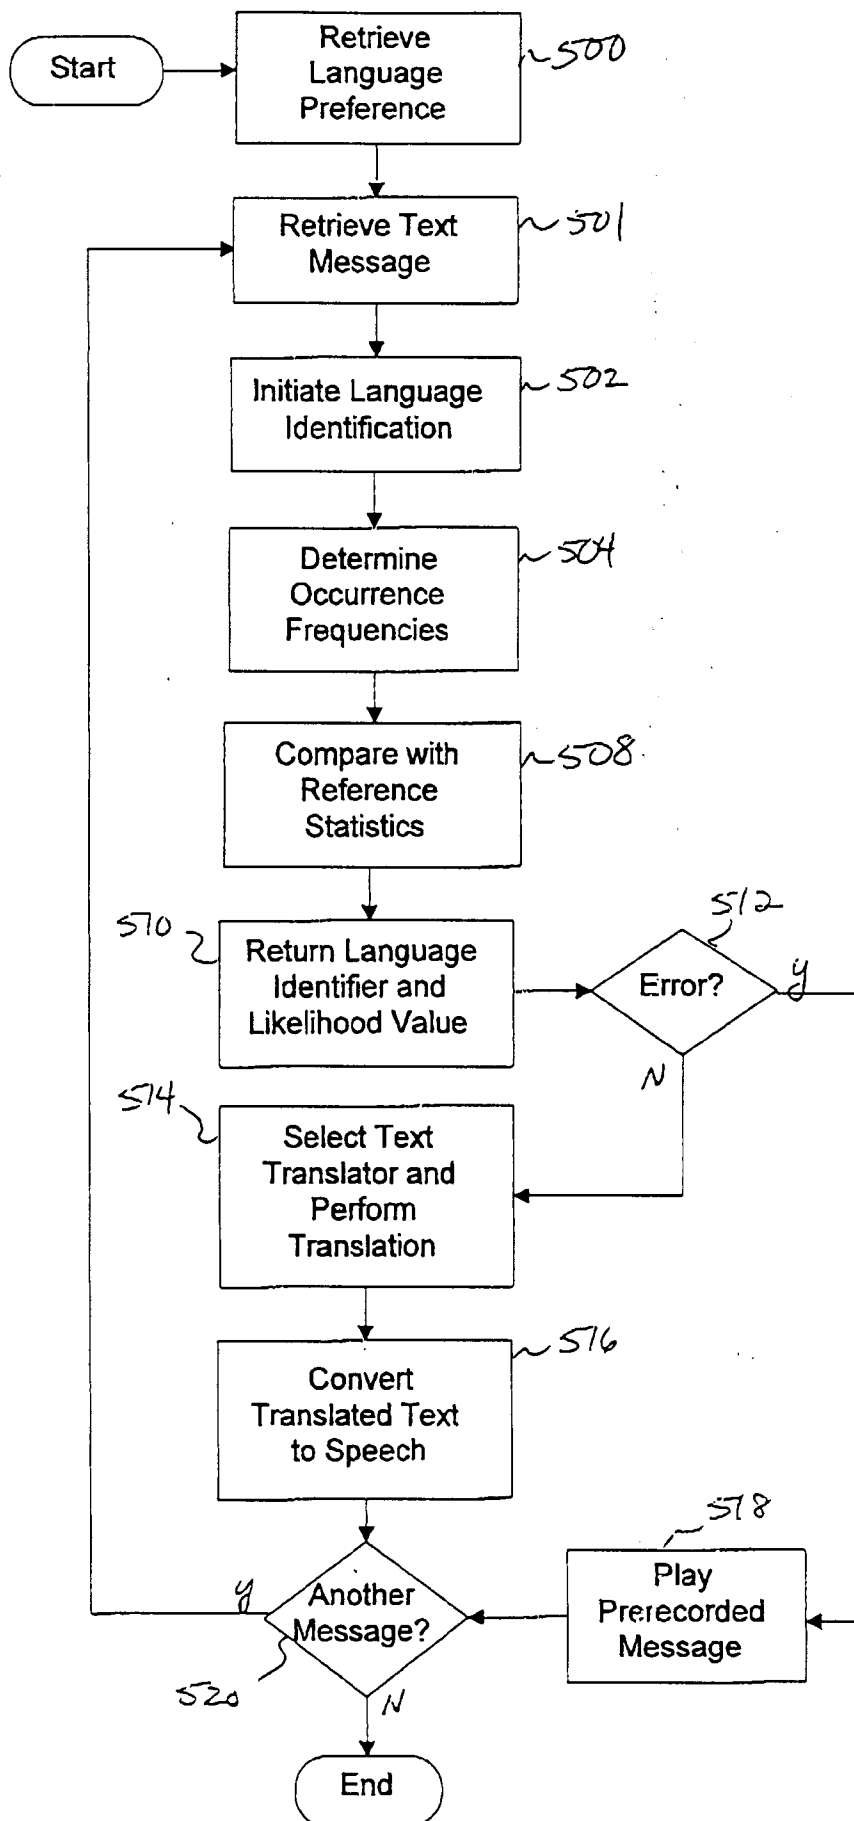 Start
Retrieve
Language
Preference
500
Retrieve Text
Message
501
Initiate Language
Identification
502
Determine
Occurrence
Frequencies
504
Compare with
Reference
Statistics
508
510
Return Language
Identifier and
Likelihood Value
512
Error?
y
N
514
Select Text
Translator and
Perform
Translation
516
Convert
Translated Text
to Speech
518
Play
Prerecorded
Message
y
Another
Message?
520
N
End